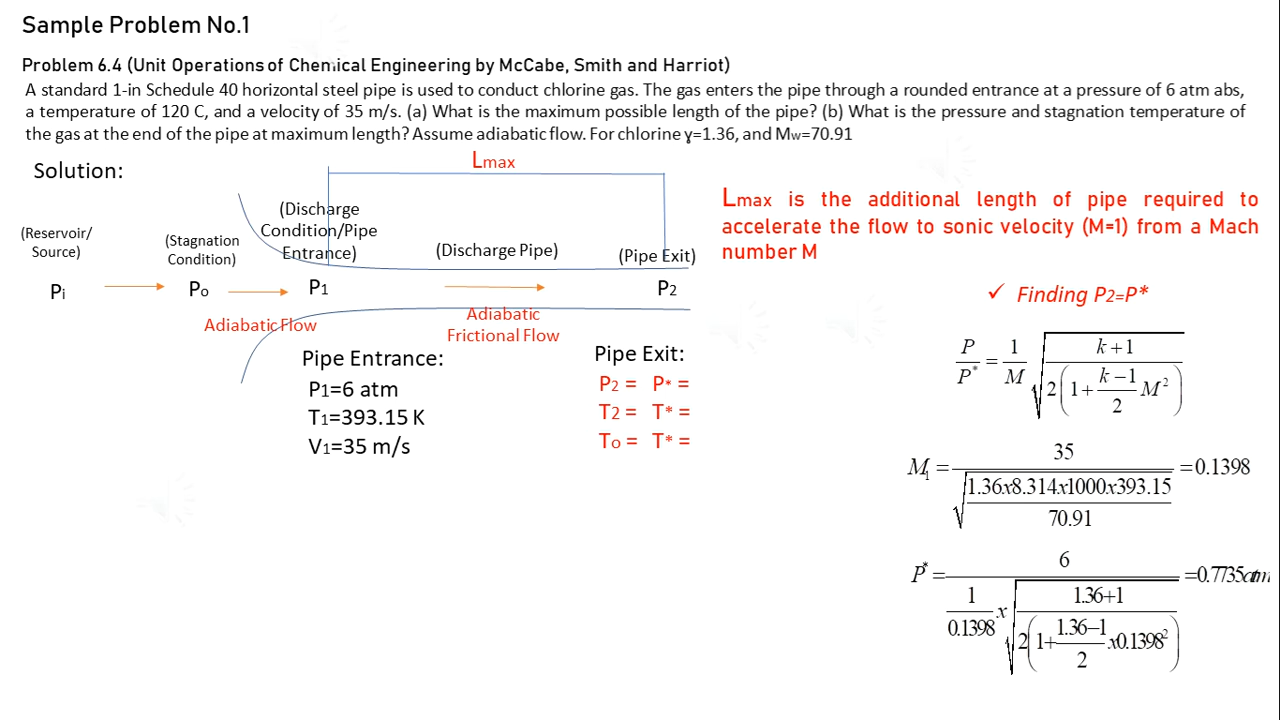 Sample Problem No.1
Problem 6.4 (Unit Operations of Chemical Engineering by McCabe, Smith and Harriot)
A standard 1-in Schedule 40 horizontal steel pipe is used to conduct chlorine gas. The gas enters the pipe through a rounded entrance at a pressure of 6 atm abs,
a temperature of 120 C, and a velocity of 35 m/s. (a) What is the maximum possible length of the pipe? (b) What is the pressure and stagnation temperature of
the gas at the end of the pipe at maximum length? Assume adiabatic flow. For chlorine γ=1.36, and Mw=70.91
Solution:
Lmax
(Reservoir/
Source)
(Stagnation
Condition)
(Discharge
Condition/Pipe
Entrance)
(Discharge Pipe)
(Pipe Exit)
Pi
Po
P1
P2
Adiabatic Flow
Adiabatic
Frictional Flow
Pipe Entrance:
P1=6 atm
T1=393.15 K
V1=35 m/s
Pipe Exit:
P2 = P* =
T2 = T* =
To = T* =
Lmax is the additional length of pipe required to
accelerate the flow to sonic velocity (M=1) from a Mach
number M
✓ Finding P2=P*
P/P* = 1/M √((k+1)/(2(1+(k−1)/2 M²)))
M₁ = 35/√((1.36x8.314x1000x393.15)/70.91) =0.1398
P* = 6/((1/0.1398) x √((1.36+1)/(2(1+(1.36−1)/2 x0.1398²)))) =0.7735atm